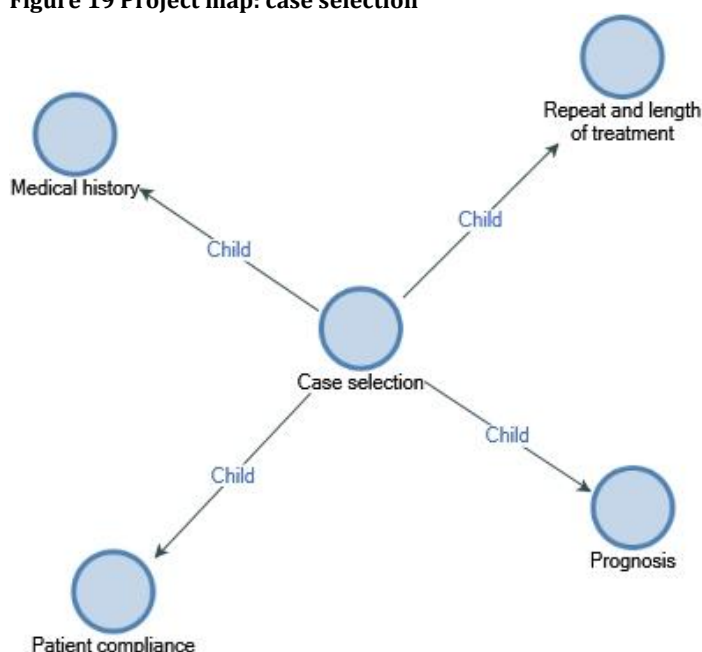 Figure 19 Project map: case selection
Repeat and length
of treatment
Medical history
Child
Child
Case selection
Child
Child
Prognosis
Patient compliance